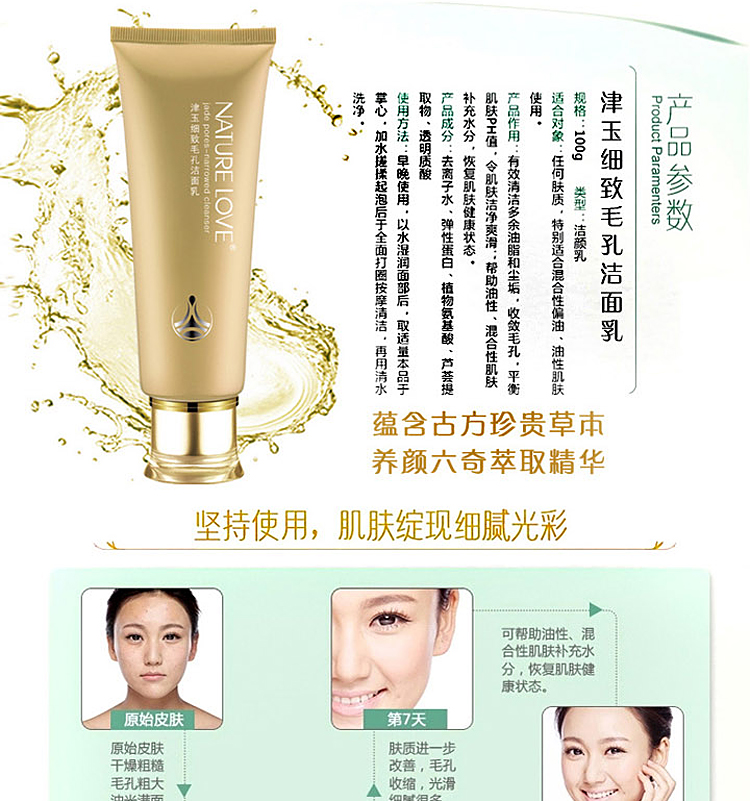 产品参数
Product Paramenters
津玉细致毛孔洁面乳
规格：100g 类型：洁颜乳
适合对象：任何肤质，特别适合混合性偏油、油性肌肤
使用。
产品作用：有效清洁多余油脂和尘垢，收敛毛孔，平衡
肌肤PH值，令肌肤洁净爽滑；帮助油性、混合性肌肤
补充水分，恢复肌肤健康状态。
产品成分：去离子水、弹性蛋白、植物氨基酸、芦荟提
取物、透明质酸
使用方法：早晚使用，以水湿润面部后，取适量本品于
掌心，加水搓揉起泡后于全面打圈按摩清洁，再用清水
洗净。
NATURE LOVE®
jade pores-narrowed cleanser
津玉细致毛孔洁面乳
蕴含古方珍贵草本
养颜六奇萃取精华
坚持使用，肌肤绽现细腻光彩
原始皮肤
原始皮肤
干燥粗糙
毛孔粗大
油光满面
第7天
肤质进一步
改善，毛孔
收缩，光滑
细腻很多
可帮助油性、混
合性肌肤补充水
分，恢复肌肤健
康状态。